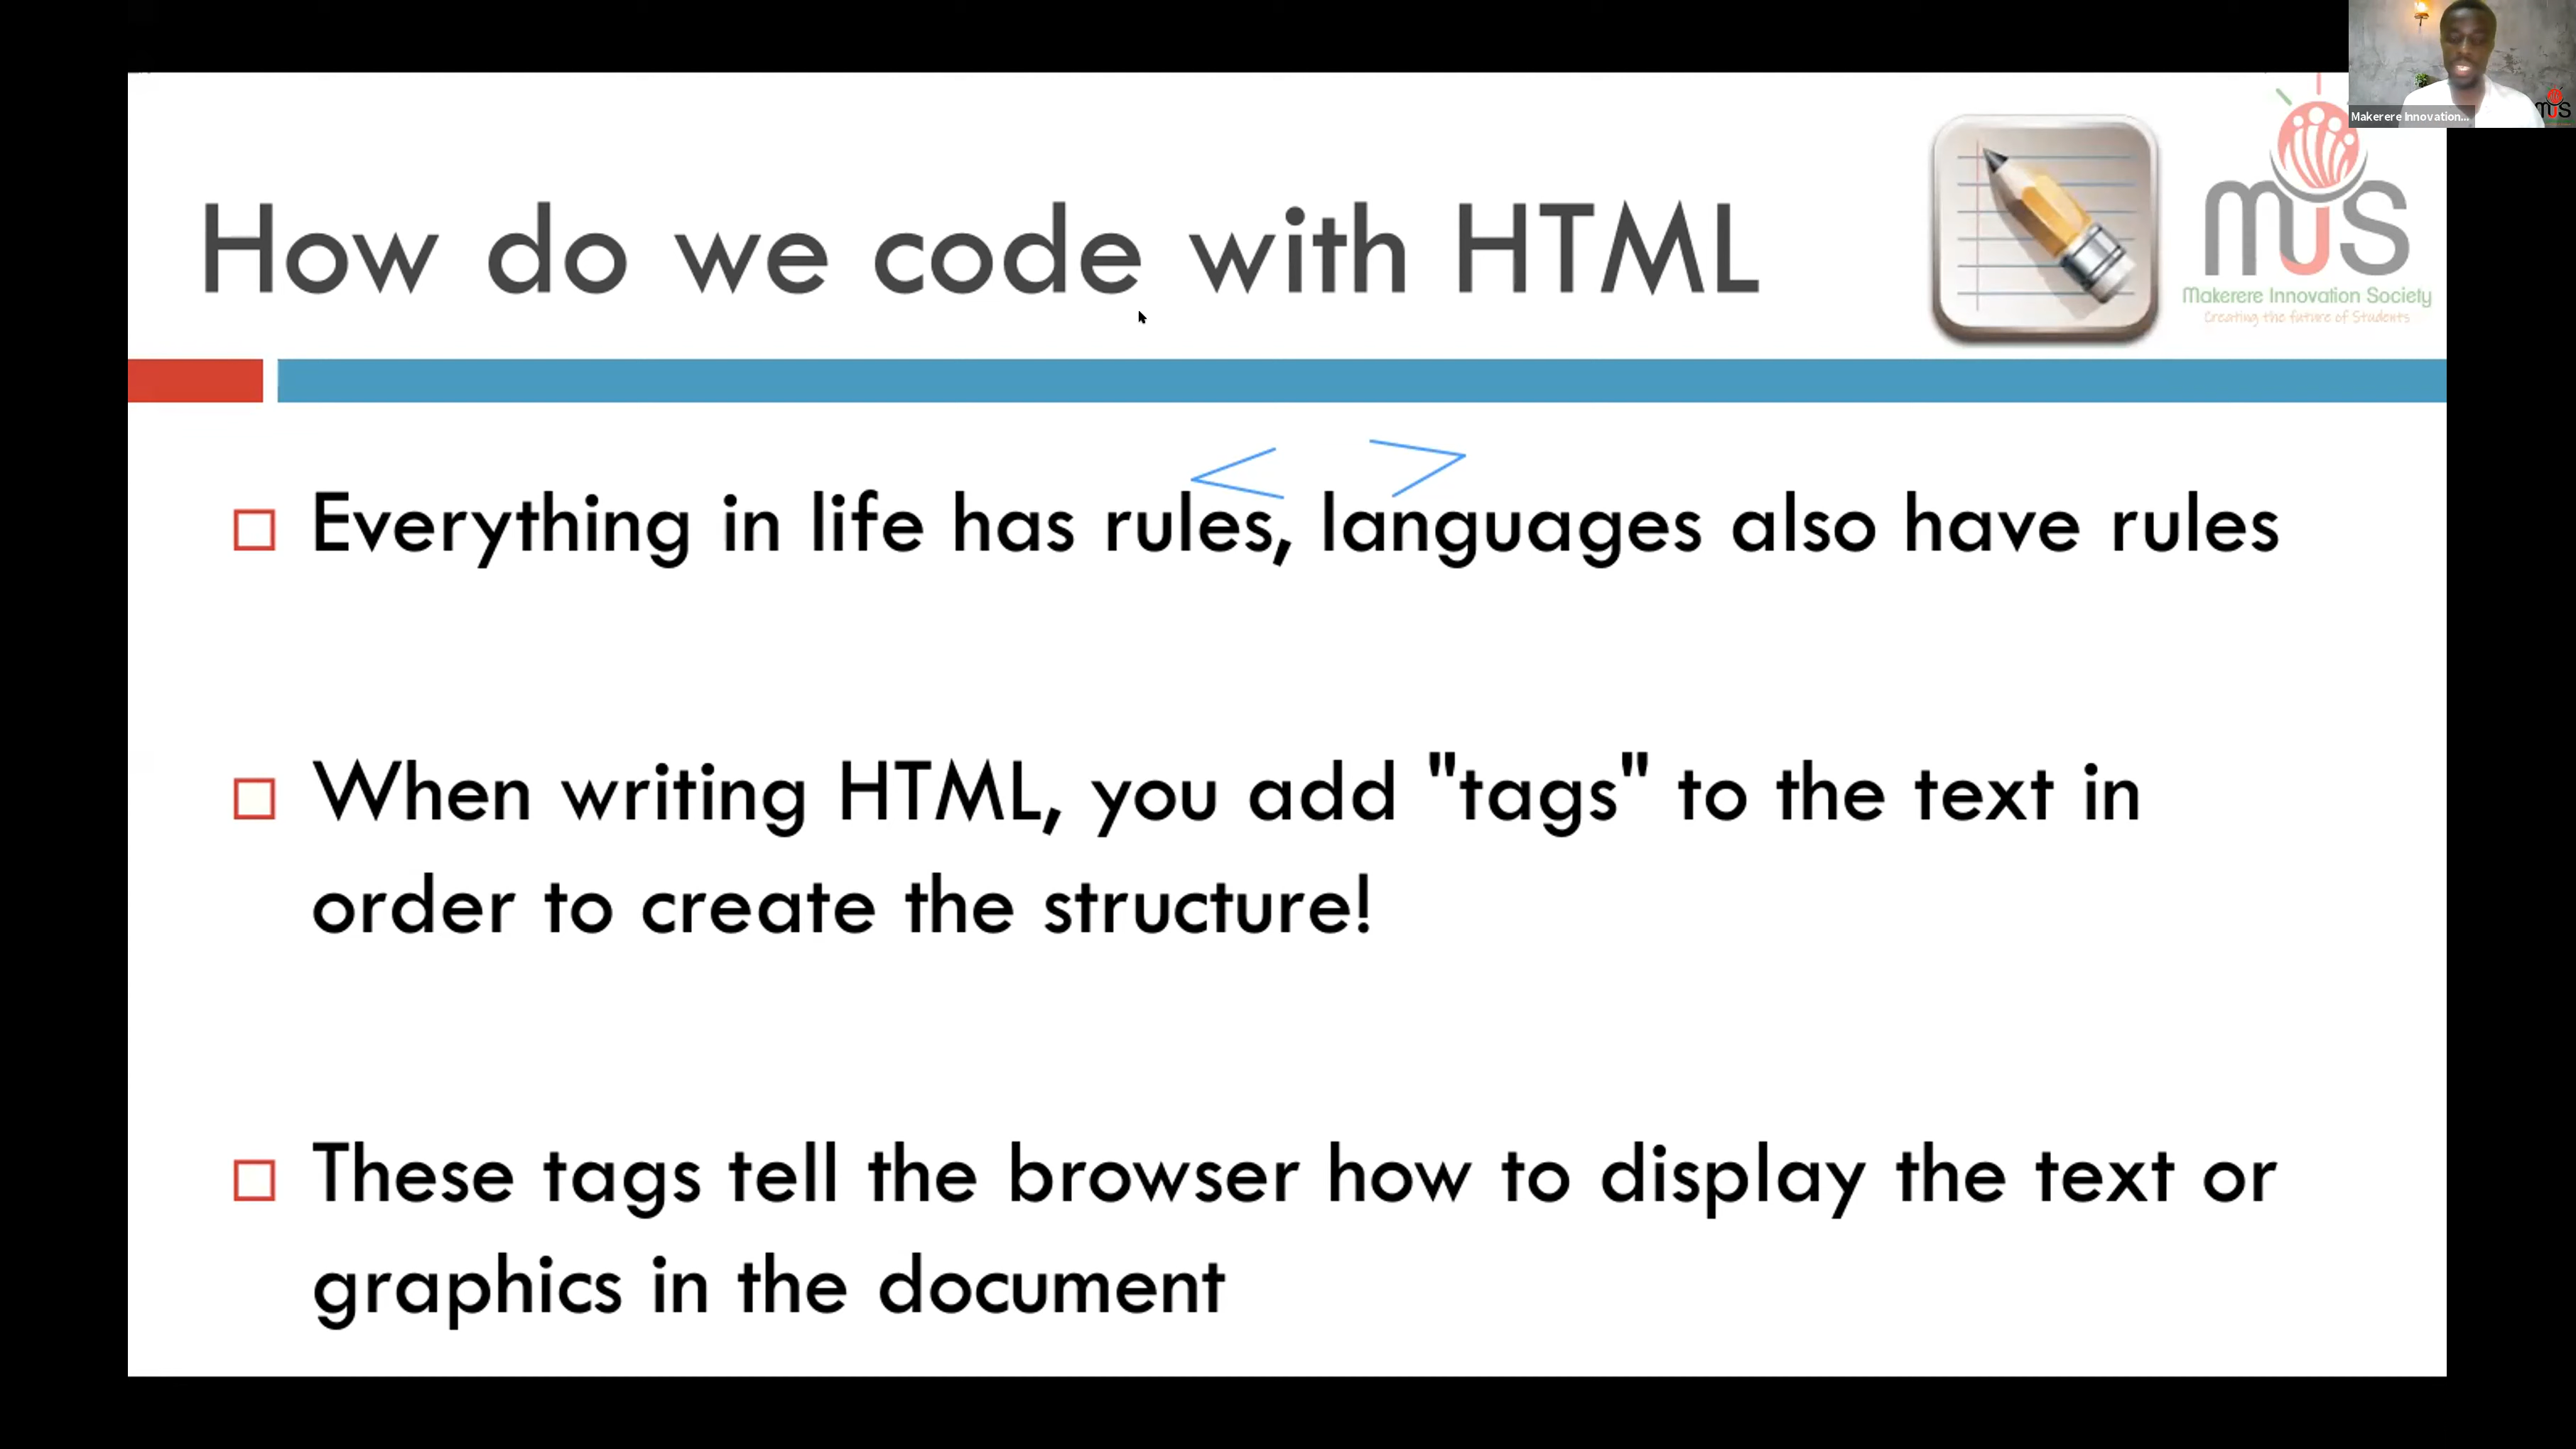 Makerere Innovation...
mis
How do we code with HTML
mis
Makerere Innovation Society
Creating the future of Students
< >
Everything in life has rules, languages also have rules
When writing HTML, you add "tags" to the text in
order to create the structure!
These tags tell the browser how to display the text or
graphics in the document